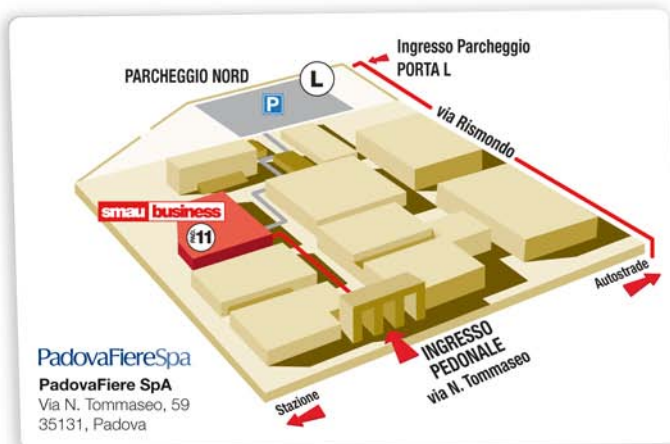 Ingresso Parcheggio
PORTA L
PARCHEGGIO NORD
L
P
via Rismondo
smau business
PAD. 11
Autostrade
INGRESSO
PEDONALE
via N. Tommaseo
Stazione
PadovaFiereSpa
PadovaFiere SpA
Via N. Tommaseo, 59
35131, Padova